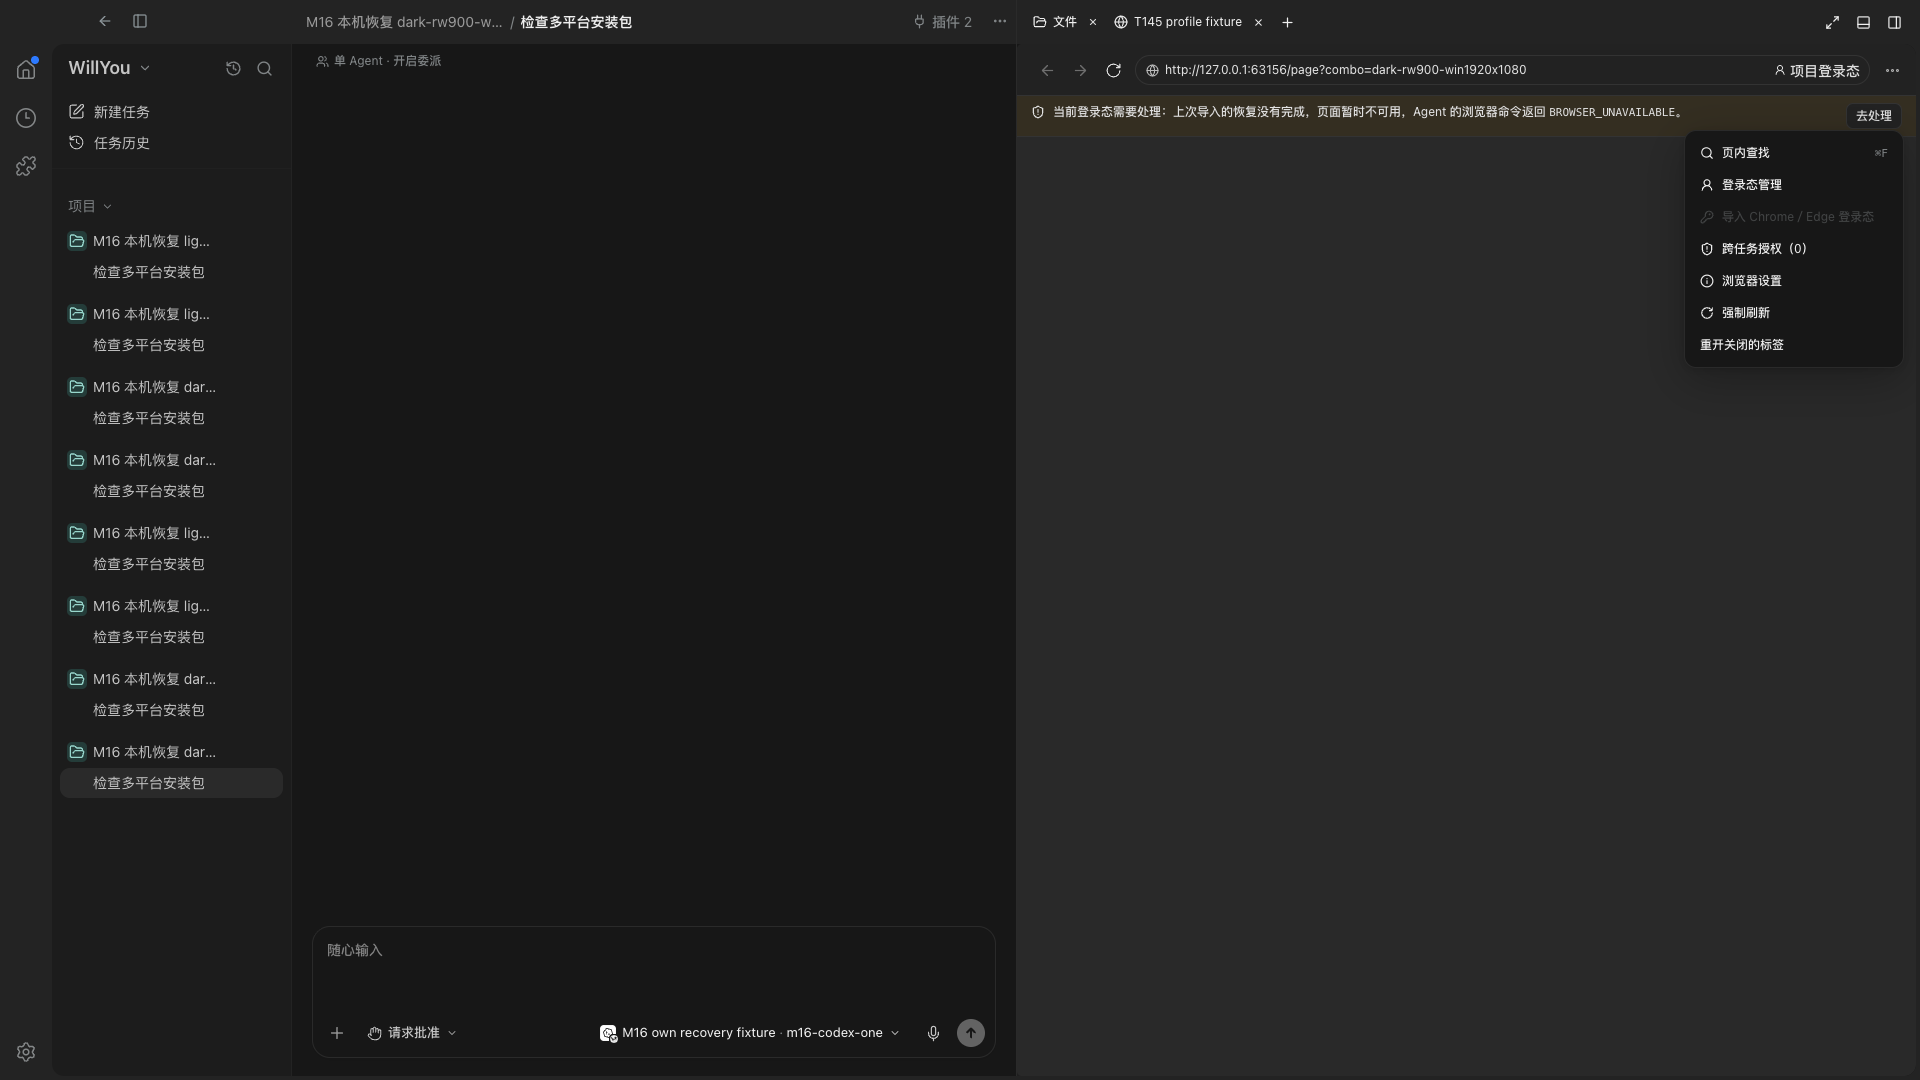 M16 本机恢复 dark-rw900-w... / 检查多平台安装包
插件 2
文件
T145 profile fixture
WillYou
新建任务
任务历史
项目
M16 本机恢复 lig...
检查多平台安装包
M16 本机恢复 lig...
检查多平台安装包
M16 本机恢复 dar...
检查多平台安装包
M16 本机恢复 dar...
检查多平台安装包
M16 本机恢复 lig...
检查多平台安装包
M16 本机恢复 lig...
检查多平台安装包
M16 本机恢复 dar...
检查多平台安装包
M16 本机恢复 dar...
检查多平台安装包
单 Agent · 开启委派
随心输入
请求批准
M16 own recovery fixture · m16-codex-one
http://127.0.0.1:63156/page?combo=dark-rw900-win1920x1080
项目登录态
当前登录态需要处理：上次导入的恢复没有完成，页面暂时不可用，Agent 的浏览器命令返回 BROWSER_UNAVAILABLE。
去处理
页内查找 ⌘F
登录态管理
导入 Chrome / Edge 登录态
跨任务授权（0）
浏览器设置
强制刷新
重开关闭的标签